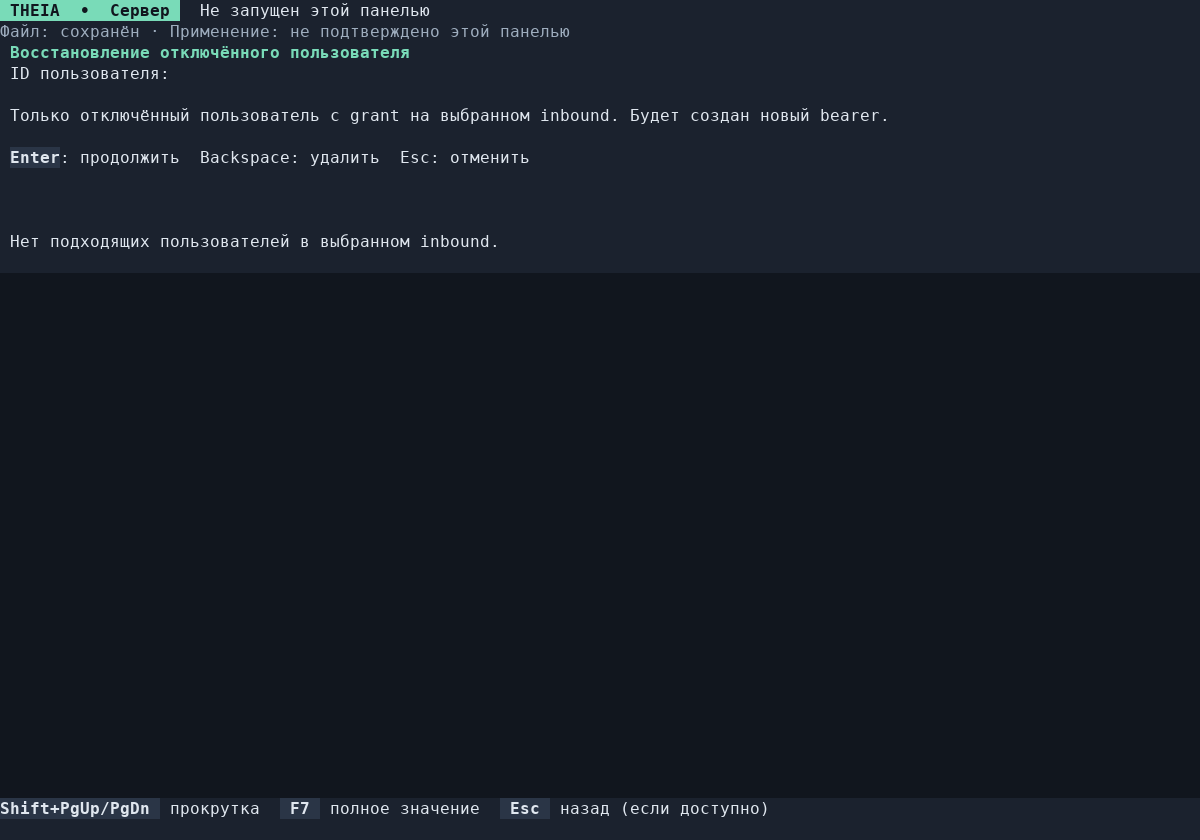 THEIA • Сервер Не запущен этой панелью
Файл: сохранён · Применение: не подтверждено этой панелью
Восстановление отключённого пользователя
ID пользователя:
Только отключённый пользователь с grant на выбранном inbound. Будет создан новый bearer.
Enter: продолжить Backspace: удалить Esc: отменить
Нет подходящих пользователей в выбранном inbound.
Shift+PgUp/PgDn прокрутка F7 полное значение Esc назад (если доступно)